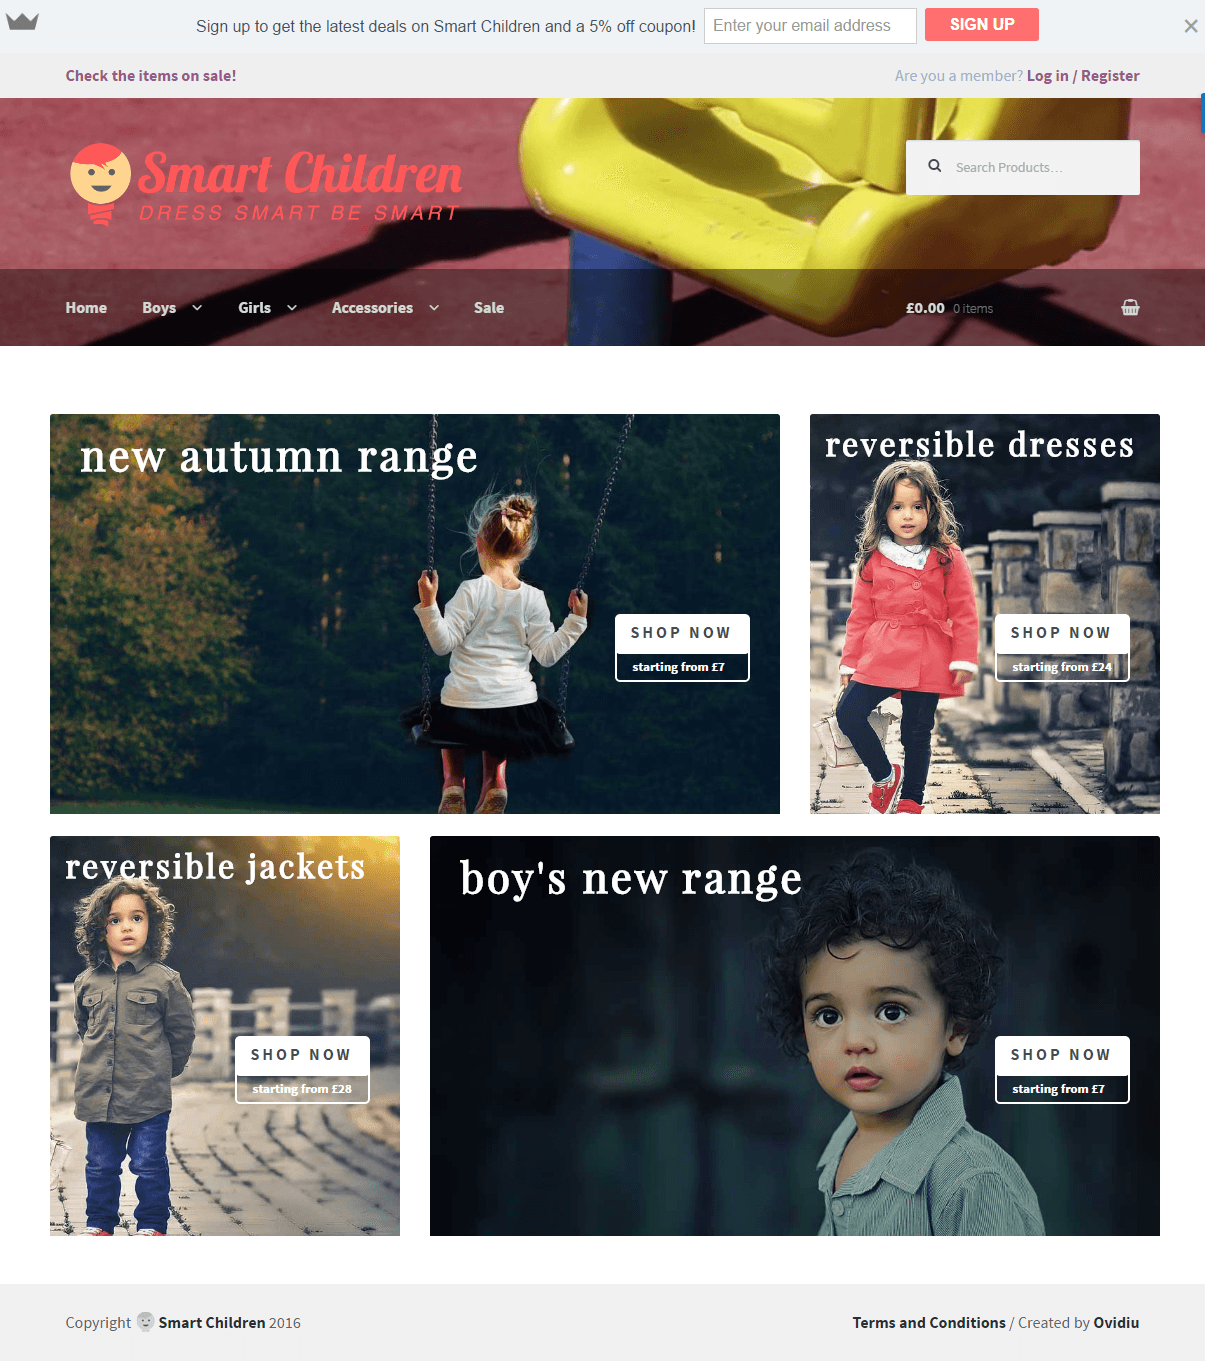 Sign up to get the latest deals on Smart Children and a 5% off coupon! Enter your email address SIGN UP
Check the items on sale! Are you a member? Log in / Register
Smart Children
DRESS SMART BE SMART
Search Products...
Home Boys Girls Accessories Sale £0.00 0 items
new autumn range
SHOP NOW
starting from £7
reversible dresses
SHOP NOW
starting from £24
reversible jackets
SHOP NOW
starting from £28
boy's new range
SHOP NOW
starting from £7
Copyright Smart Children 2016 Terms and Conditions / Created by Ovidiu